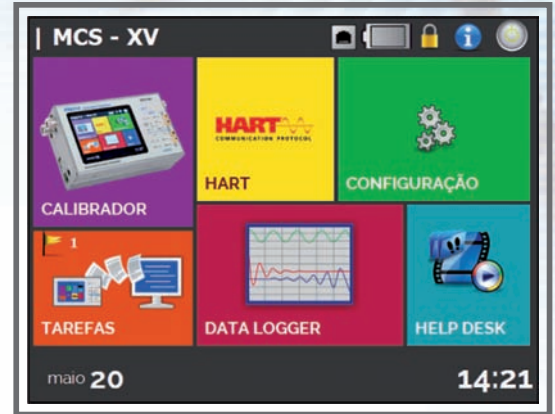 | MCS - XV
HART
COMMUNICATION PROTOCOL
CALIBRADOR
HART
CONFIGURAÇÃO
1
TAREFAS
DATA LOGGER
HELP DESK
maio 20
14:21